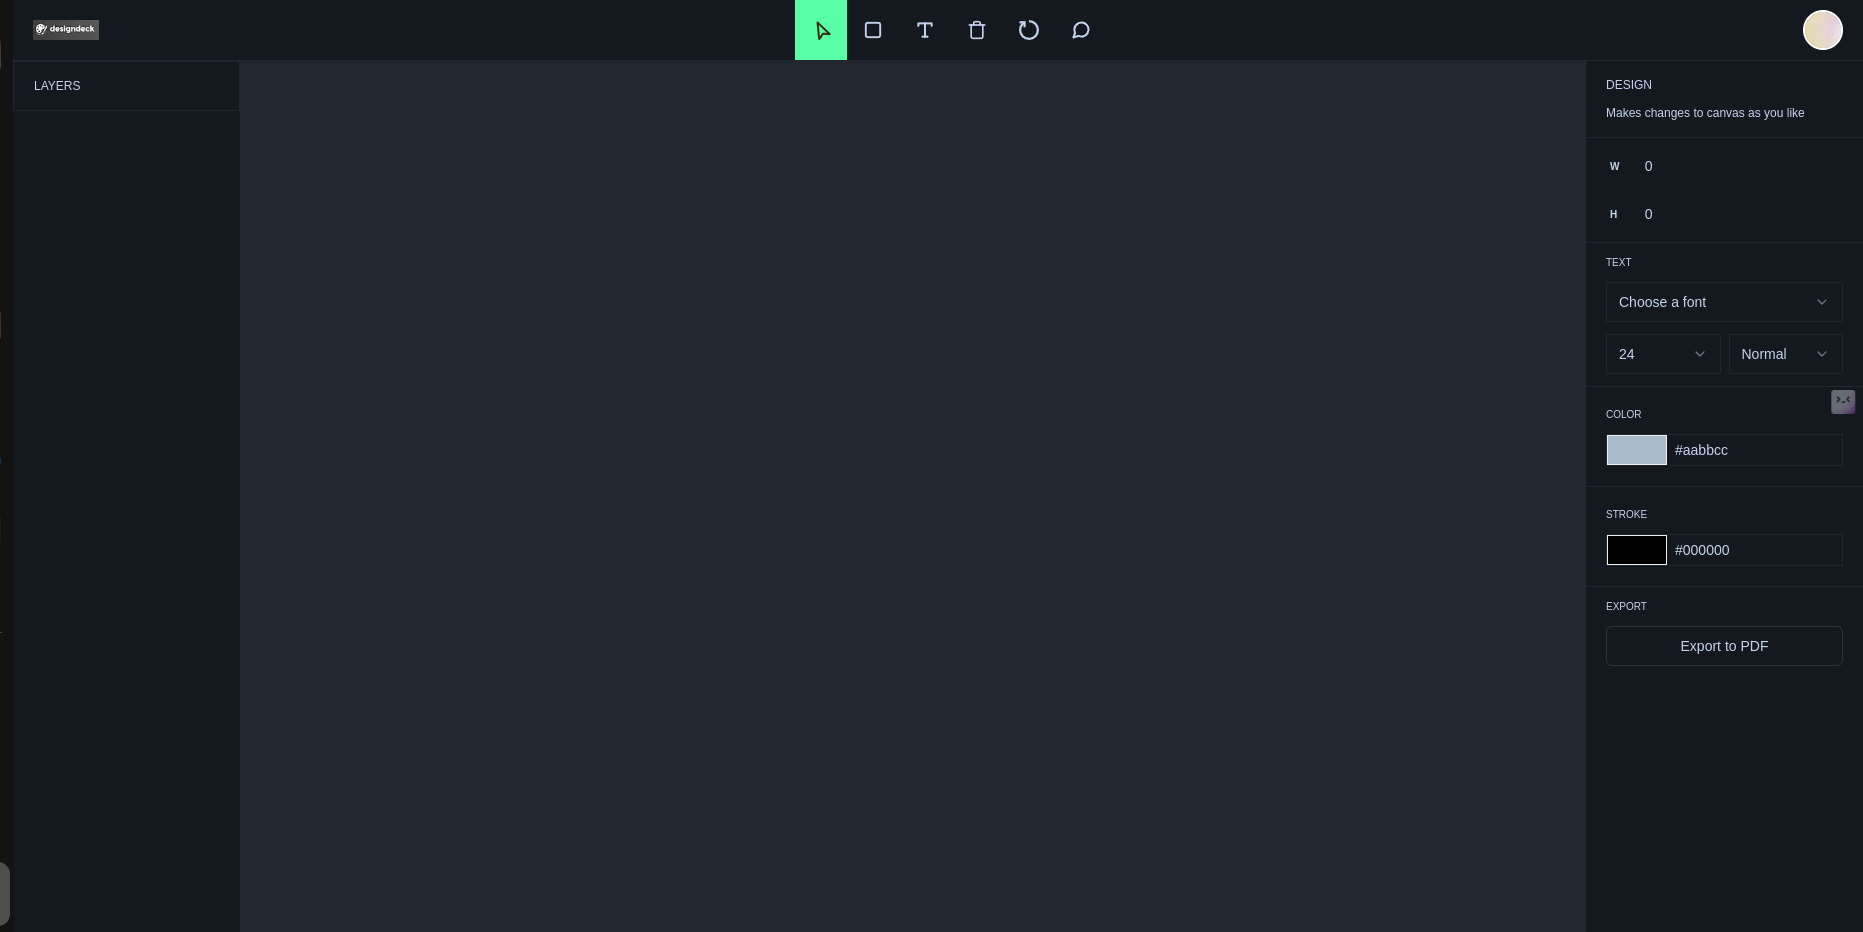 designdeck
LAYERS
DESIGN
Makes changes to canvas as you like
W 0
H 0
TEXT
Choose a font
24 Normal
COLOR
#aabbcc
STROKE
#000000
EXPORT
Export to PDF